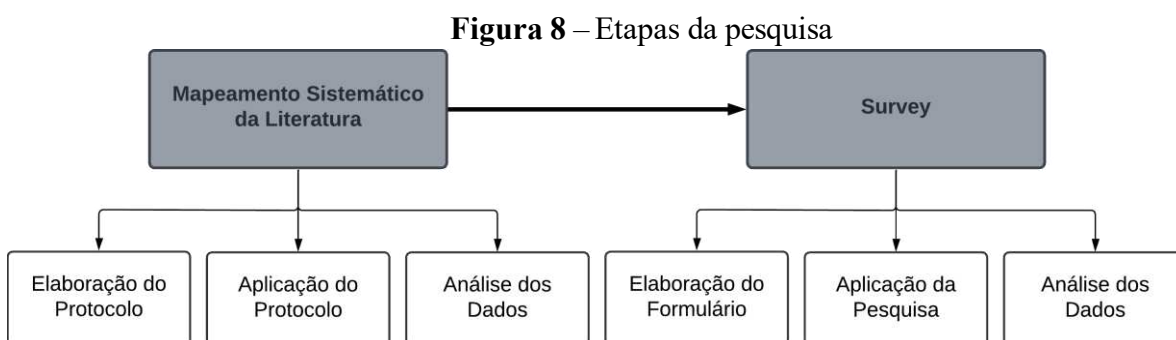 Figura 8 – Etapas da pesquisa
Mapeamento Sistemático
da Literatura
Survey
Elaboração do
Protocolo
Aplicação do
Protocolo
Análise dos
Dados
Elaboração do
Formulário
Aplicação da
Pesquisa
Análise dos
Dados